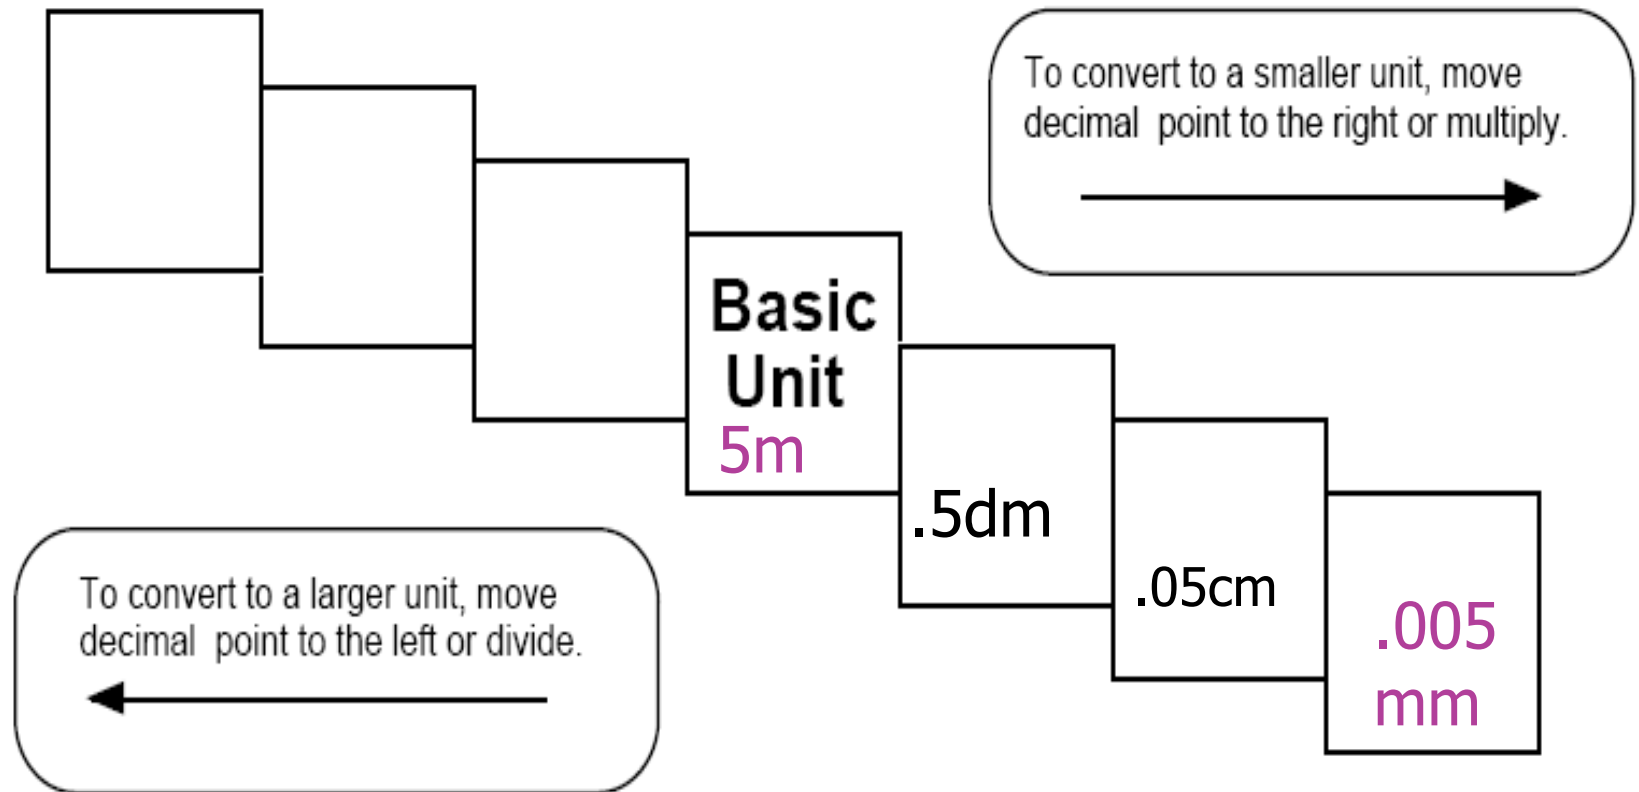 To convert to a smaller unit, move
decimal point to the right or multiply.
Basic
Unit
5m
.5dm
.05cm
.005
mm
To convert to a larger unit, move
decimal point to the left or divide.